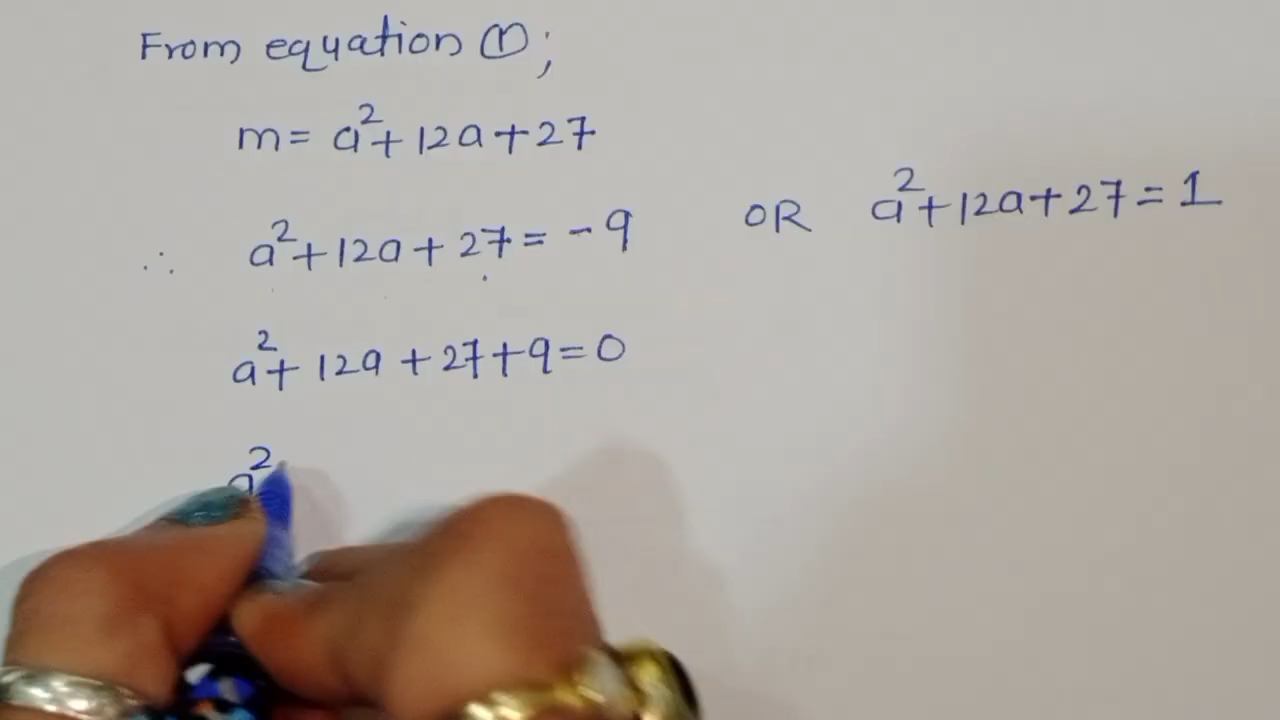 From equation ①;
m = a² + 12a + 27
∴ a² + 12a + 27 = -9 OR a² + 12a + 27 = 1
a² + 12a + 27 + 9 = 0
a²